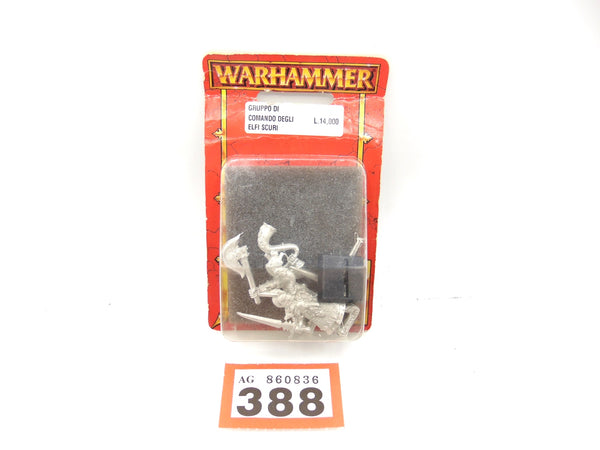 WARHAMMER
GRUPPO DI
COMANDO DEGLI L.14,000
ELFI SCURI
AG 860836
388